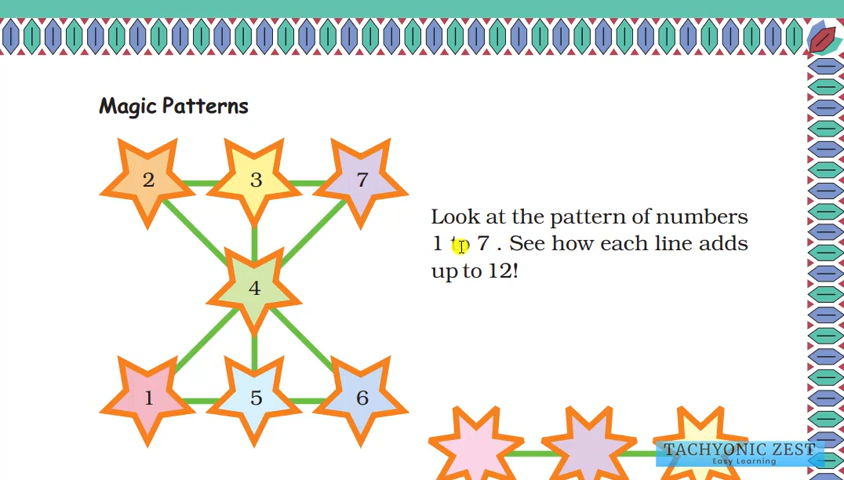 Magic Patterns
2 3 7
Look at the pattern of numbers
1 to 7 . See how each line adds
up to 12!
4
1 5 6
TACHYONIC ZEST
Easy Learning